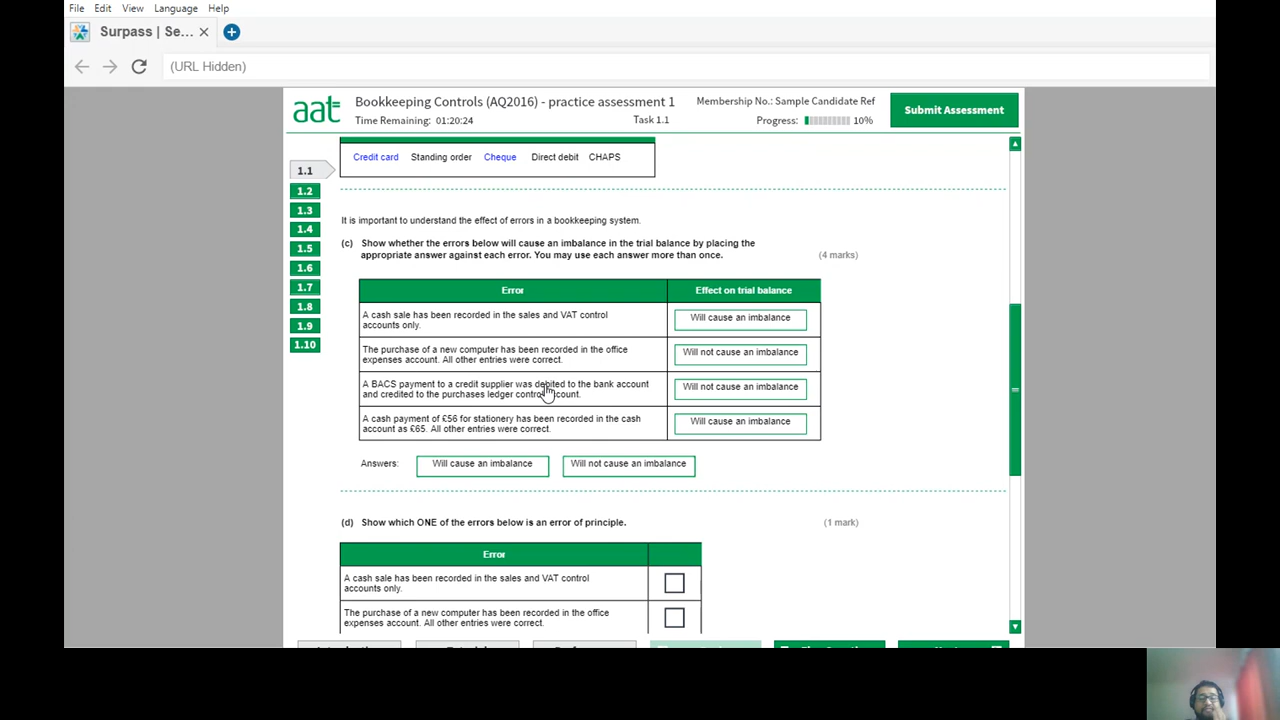 File Edit View Language Help
Surpass | Se...
(URL Hidden)
aat
Bookkeeping Controls (AQ2016) - practice assessment 1
Membership No.: Sample Candidate Ref
Submit Assessment
Time Remaining: 01:20:24
Task 1.1
Progress: 10%
Credit card Standing order Cheque Direct debit CHAPS
1.1
1.2
1.3
1.4
1.5
1.6
1.7
1.8
1.9
1.10
It is important to understand the effect of errors in a bookkeeping system.
(c) Show whether the errors below will cause an imbalance in the trial balance by placing the
appropriate answer against each error. You may use each answer more than once. (4 marks)
Error Effect on trial balance
A cash sale has been recorded in the sales and VAT control
accounts only.
Will cause an imbalance
The purchase of a new computer has been recorded in the office
expenses account. All other entries were correct.
Will not cause an imbalance
A BACS payment to a credit supplier was debited to the bank account
and credited to the purchases ledger control account.
Will not cause an imbalance
A cash payment of £56 for stationery has been recorded in the cash
account as £65. All other entries were correct.
Will cause an imbalance
Answers: Will cause an imbalance Will not cause an imbalance
(d) Show which ONE of the errors below is an error of principle. (1 mark)
Error
A cash sale has been recorded in the sales and VAT control
accounts only.
The purchase of a new computer has been recorded in the office
expenses account. All other entries were correct.